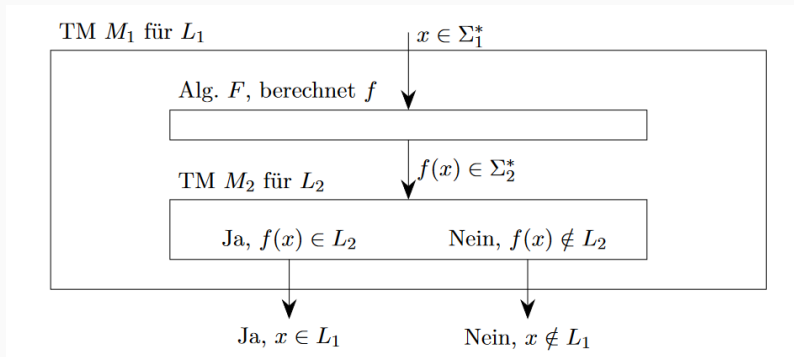 TM M₁ für L₁
x ∈ Σ₁*
Alg. F, berechnet f
f(x) ∈ Σ₂*
TM M₂ für L₂
Ja, f(x) ∈ L₂
Nein, f(x) ∉ L₂
Ja, x ∈ L₁
Nein, x ∉ L₁